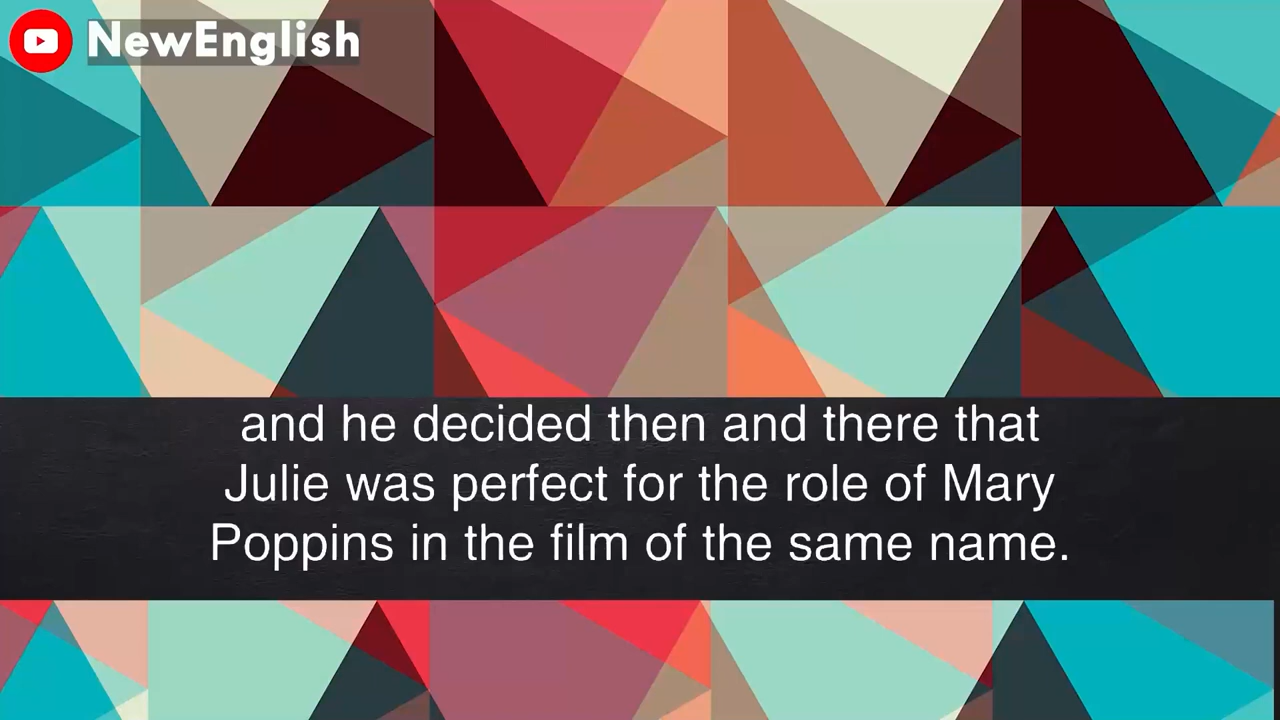 NewEnglish
and he decided then and there that
Julie was perfect for the role of Mary
Poppins in the film of the same name.